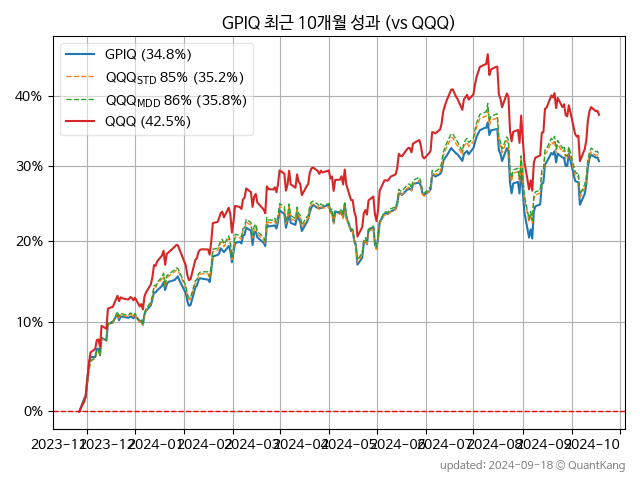 GPIQ 최근 10개월 성과 (vs QQQ)
GPIQ (34.8%)
QQQSTD 85% (35.2%)
QQQMDD 86% (35.8%)
QQQ (42.5%)
40%
30%
20%
10%
0%
2023-11 2023-12 2024-01 2024-02 2024-03 2024-04 2024-05 2024-06 2024-07 2024-08 2024-09 2024-10
updated: 2024-09-18 © QuantKang